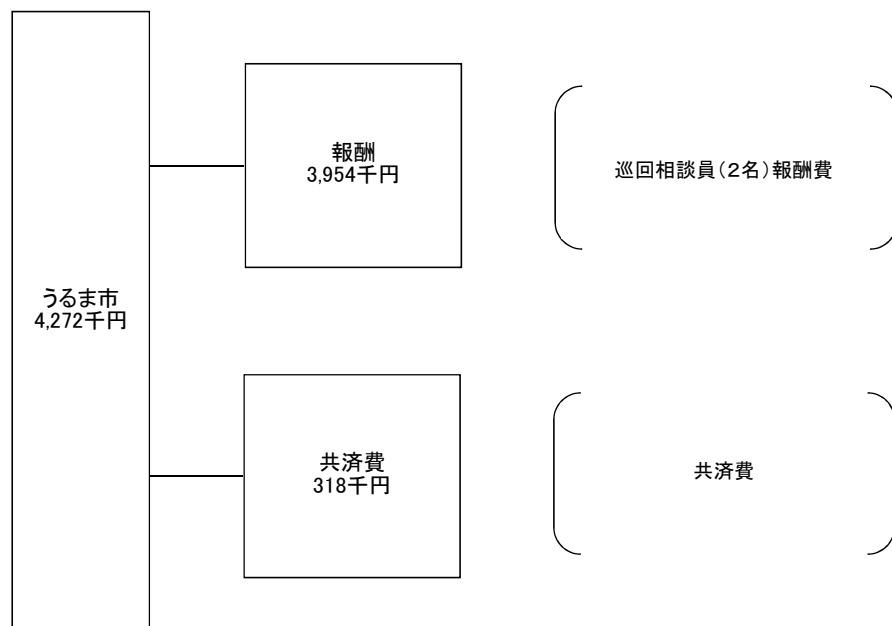 うるま市
4,272千円
報酬
3,954千円
巡回相談員(２名)報酬費
共済費
318千円
共済費